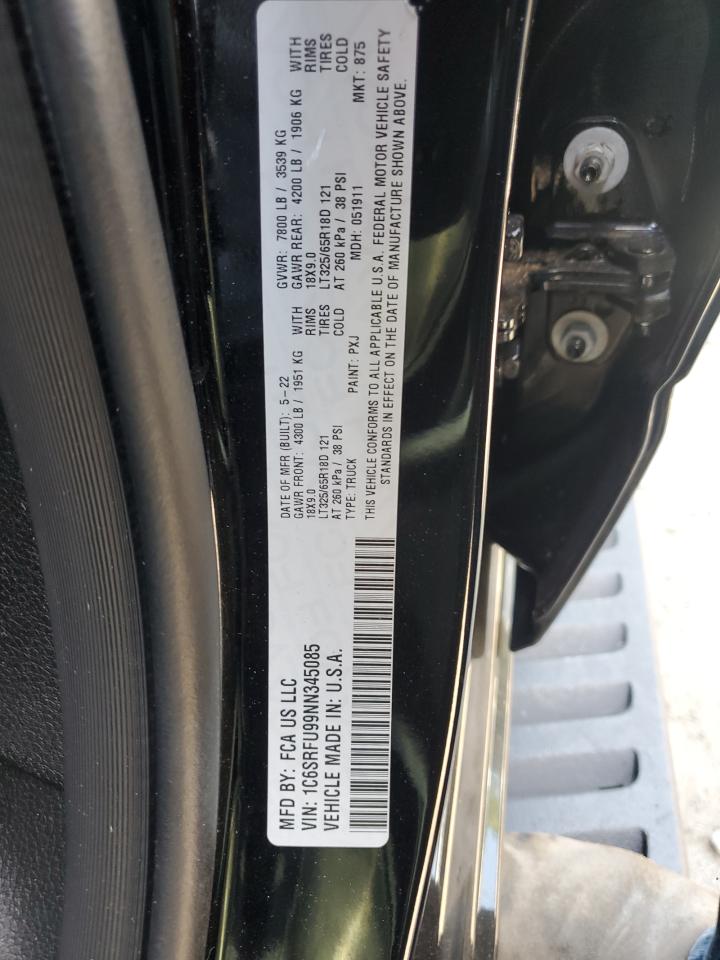 MFD BY: FCA US LLC
VIN: 1C6SRFU99NN345085
VEHICLE MADE IN: U.S.A.
DATE OF MFR (BUILT): 5-22 GVWR: 7800 LB / 3539 KG
GAWR FRONT: 4300 LB / 1951 KG WITH GAWR REAR: 4200 LB / 1906 KG WITH
18X9.0 RIMS 18X9.0 RIMS
LT325/65R18D 121 TIRES LT325/65R18D 121 TIRES
AT 260 kPa / 38 PSI COLD AT 260 kPa / 38 PSI COLD
TYPE: TRUCK PAINT: PXJ MDH: 051911 MKT: 875
THIS VEHICLE CONFORMS TO ALL APPLICABLE U.S.A. FEDERAL MOTOR VEHICLE SAFETY
STANDARDS IN EFFECT ON THE DATE OF MANUFACTURE SHOWN ABOVE.